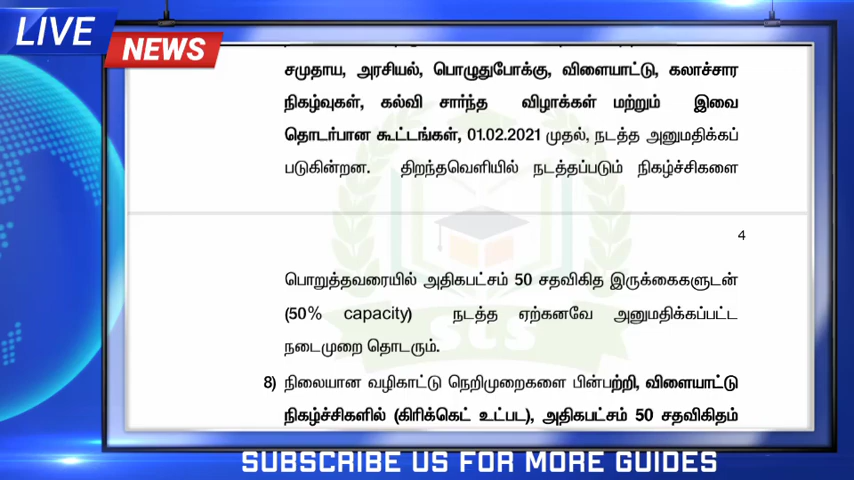 LIVE
NEWS
சமுதாய, அரசியல், பொழுதுபோக்கு, விளையாட்டு, கலாச்சார
நிகழ்வுகள், கல்வி சார்ந்த விழாக்கள் மற்றும் இவை
தொடர்பான கூட்டங்கள், 01.02.2021 முதல், நடத்த அனுமதிக்கப்
படுகின்றன. திறந்தவெளியில் நடத்தப்படும் நிகழ்ச்சிகளை
4
பொறுத்தவரையில் அதிகபட்சம் 50 சதவிகித இருக்கைகளுடன்
(50% capacity) நடத்த ஏற்கனவே அனுமதிக்கப்பட்ட
நடைமுறை தொடரும்.
SCS
8) நிலையான வழிகாட்டு நெறிமுறைகளை பின்பற்றி, விளையாட்டு
நிகழ்ச்சிகளில் (கிரிக்கெட் உட்பட), அதிகபட்சம் 50 சதவிகிதம்
SUBSCRIBE US FOR MORE GUIDES